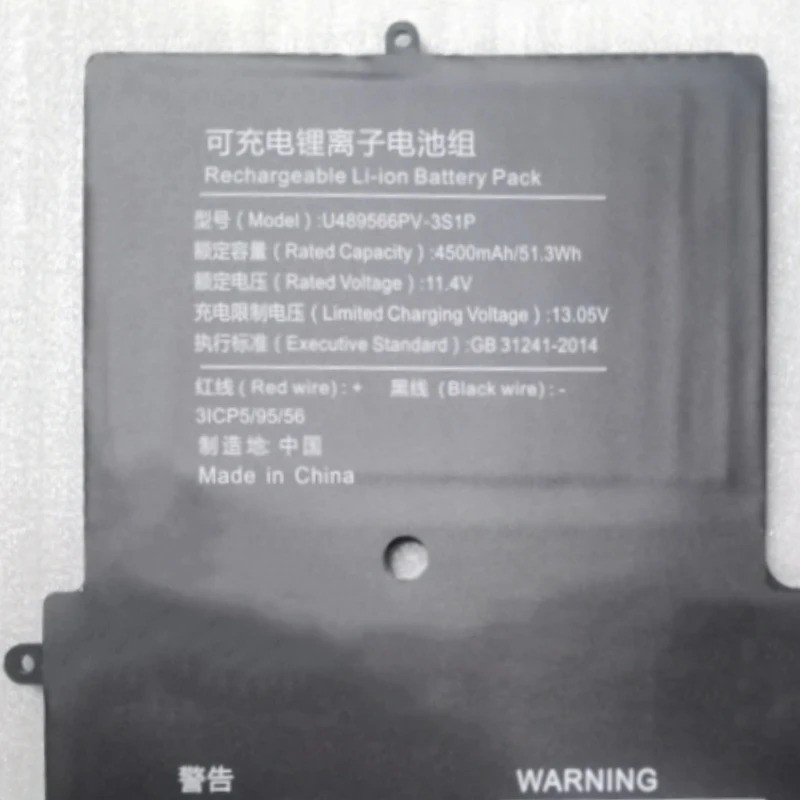 可充电锂离子电池组
Rechargeable Li-ion Battery Pack
型号 ( Model ) :U489566PV-3S1P
额定容量 ( Rated Capacity ) :4500mAh/51.3Wh
额定电压 ( Rated Voltage ) :11.4V
充电限制电压 ( Limited Charging Voltage ) :13.05V
执行标准 ( Executive Standard ) :GB 31241-2014
红线 ( Red wire) : + 黑线 (Black wire) : -
3ICP5/95/56
制造地: 中国
Made in China
警告 WARNING